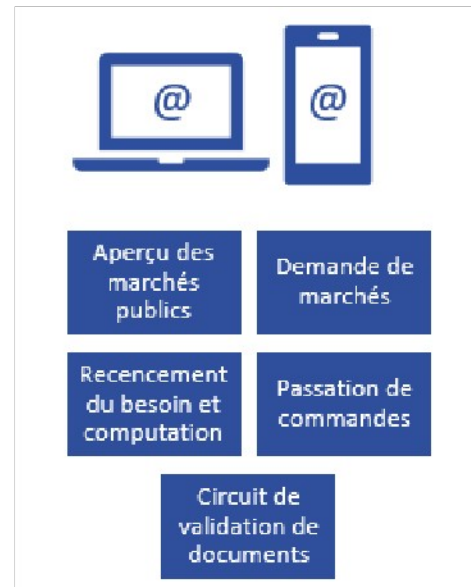 @
@
Aperçu des
marchés
publics
Demande de
marchés
Recencement
du besoin et
computation
Passation de
commandes
Circuit de
validation de
documents